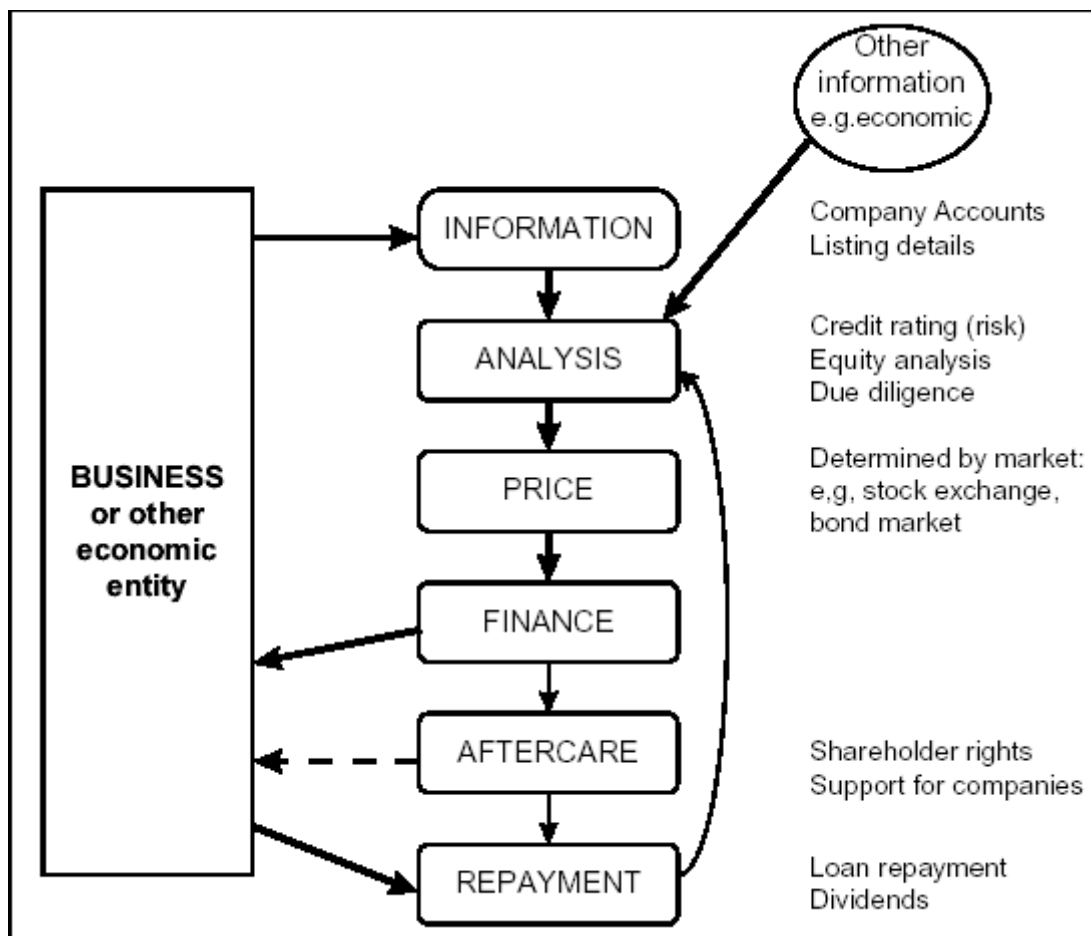 Other
information
e.g.economic
INFORMATION
Company Accounts
Listing details
ANALYSIS
Credit rating (risk)
Equity analysis
Due diligence
BUSINESS
or other
economic
entity
PRICE
Determined by market:
e,g, stock exchange,
bond market
FINANCE
AFTERCARE
Shareholder rights
Support for companies
REPAYMENT
Loan repayment
Dividends